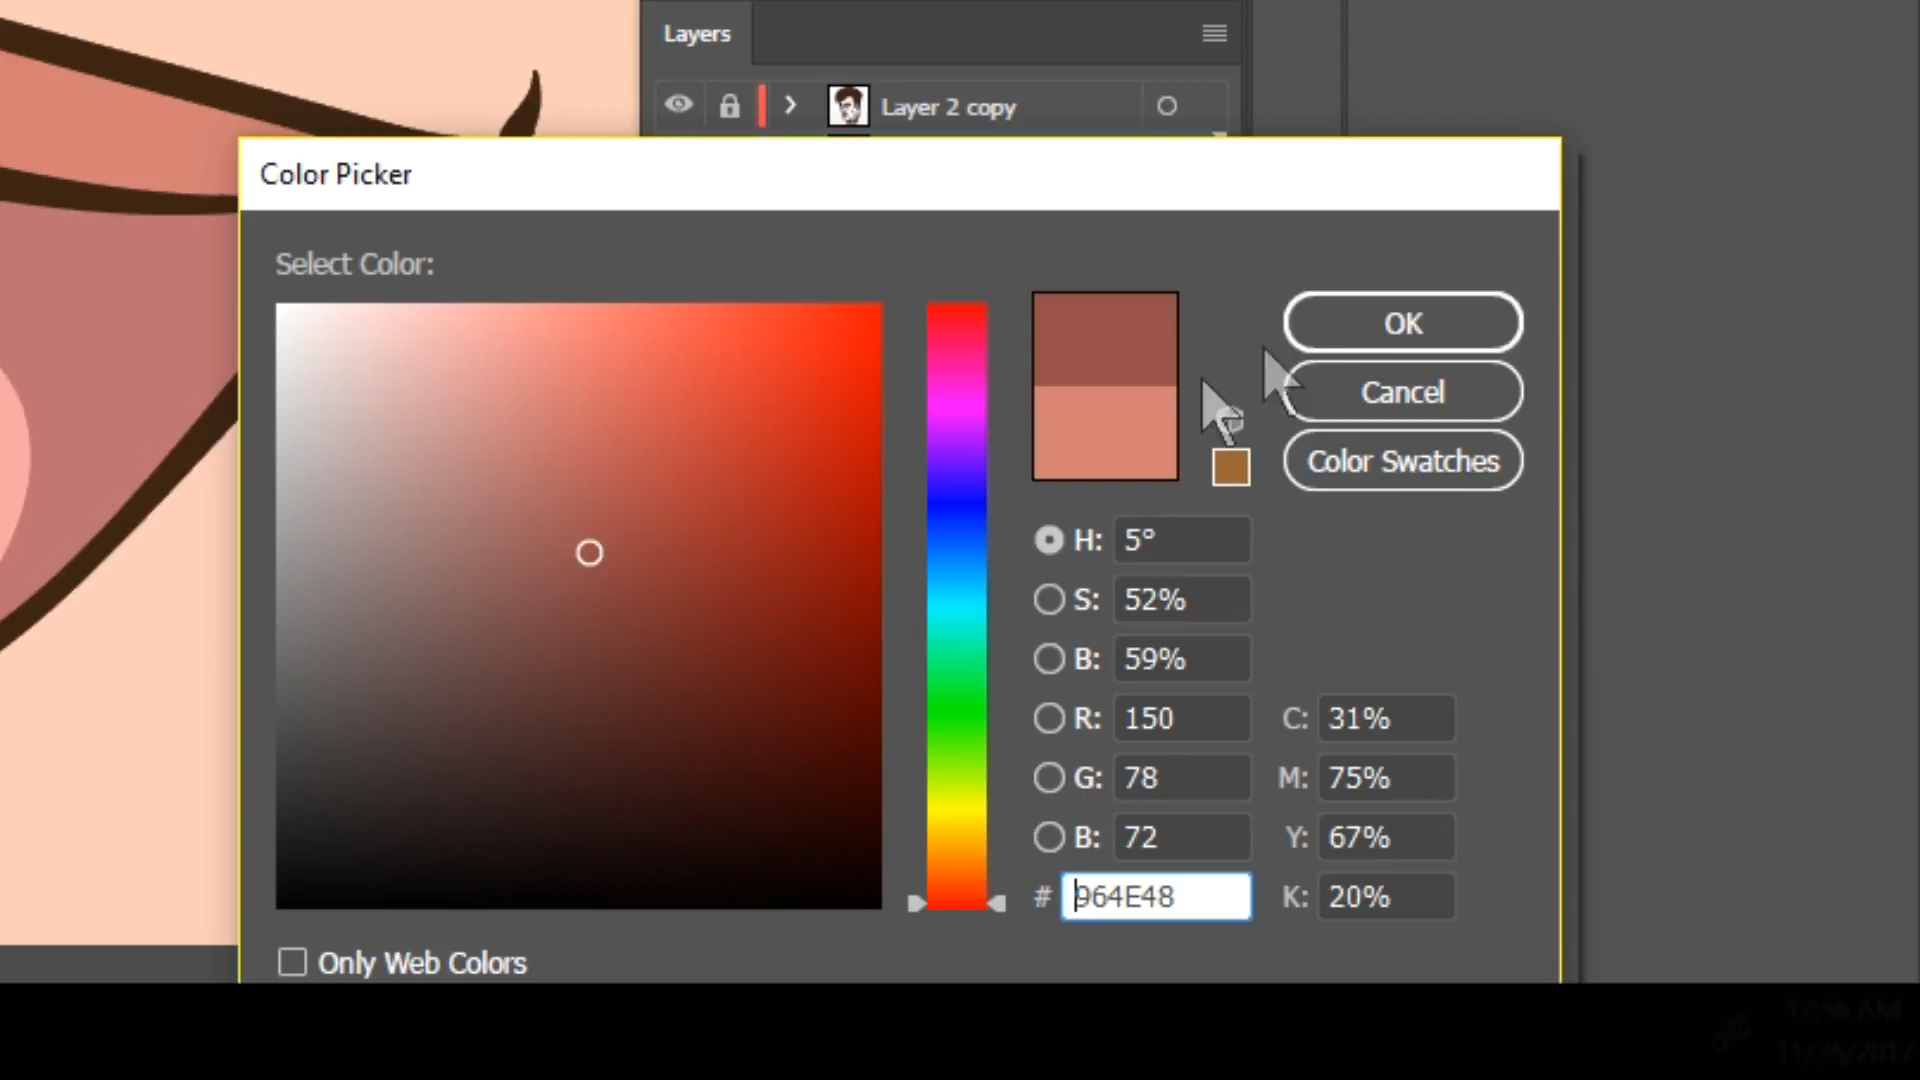 Layers
Layer 2 copy
Color Picker
Select Color:
OK
Cancel
Color Swatches
H: 5°
S: 52%
B: 59%
R: 150 C: 31%
G: 78 M: 75%
B: 72 Y: 67%
# 964E48 K: 20%
Only Web Colors